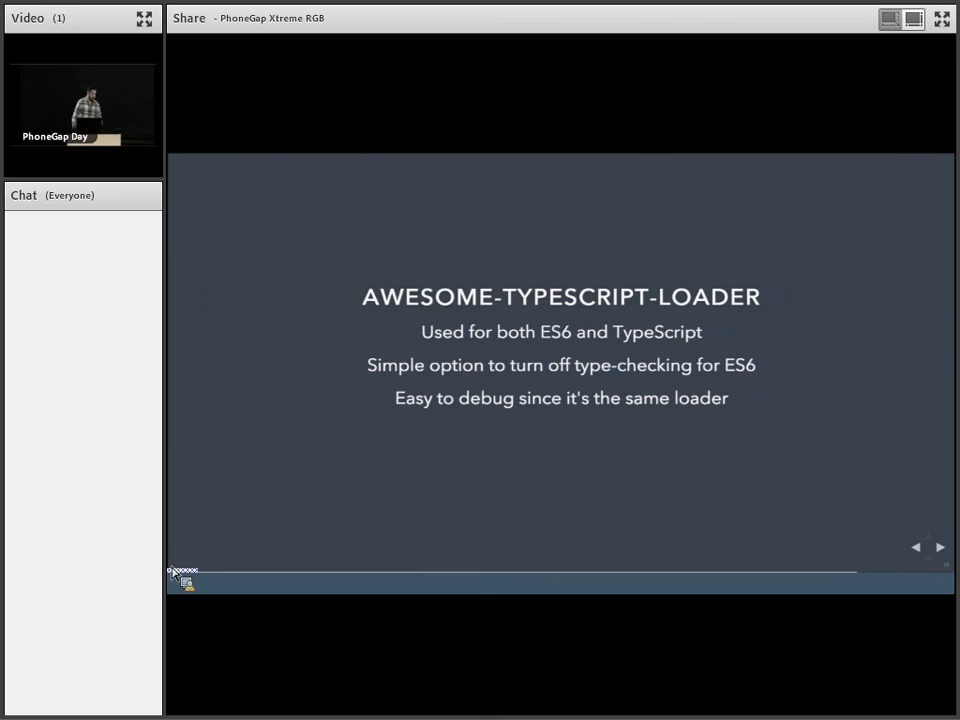 Video (1)
Share - PhoneGap Xtreme RGB
PhoneGap Day
Chat (Everyone)
AWESOME-TYPESCRIPT-LOADER
Used for both ES6 and TypeScript
Simple option to turn off type-checking for ES6
Easy to debug since it's the same loader